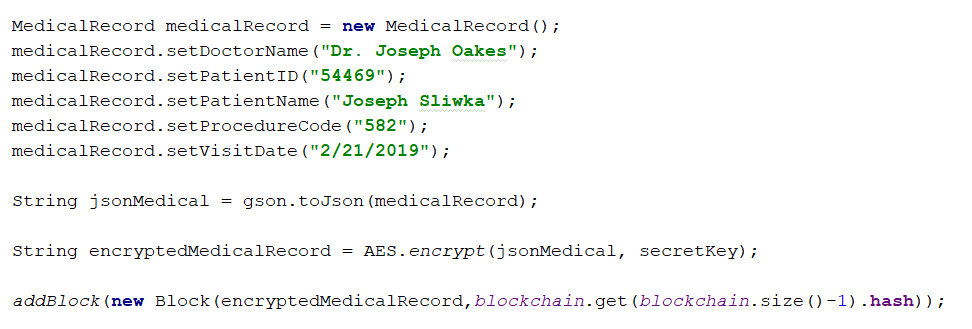 MedicalRecord medicalRecord = new MedicalRecord();
medicalRecord.setDoctorName("Dr. Joseph Oakes");
medicalRecord.setPatientID("54469");
medicalRecord.setPatientName("Joseph Sliwka");
medicalRecord.setProcedureCode("582");
medicalRecord.setVisitDate("2/21/2019");
String jsonMedical = gson.toJson(medicalRecord);
String encryptedMedicalRecord = AES.encrypt(jsonMedical, secretKey);
addBlock(new Block(encryptedMedicalRecord,blockchain.get(blockchain.size()-1).hash));